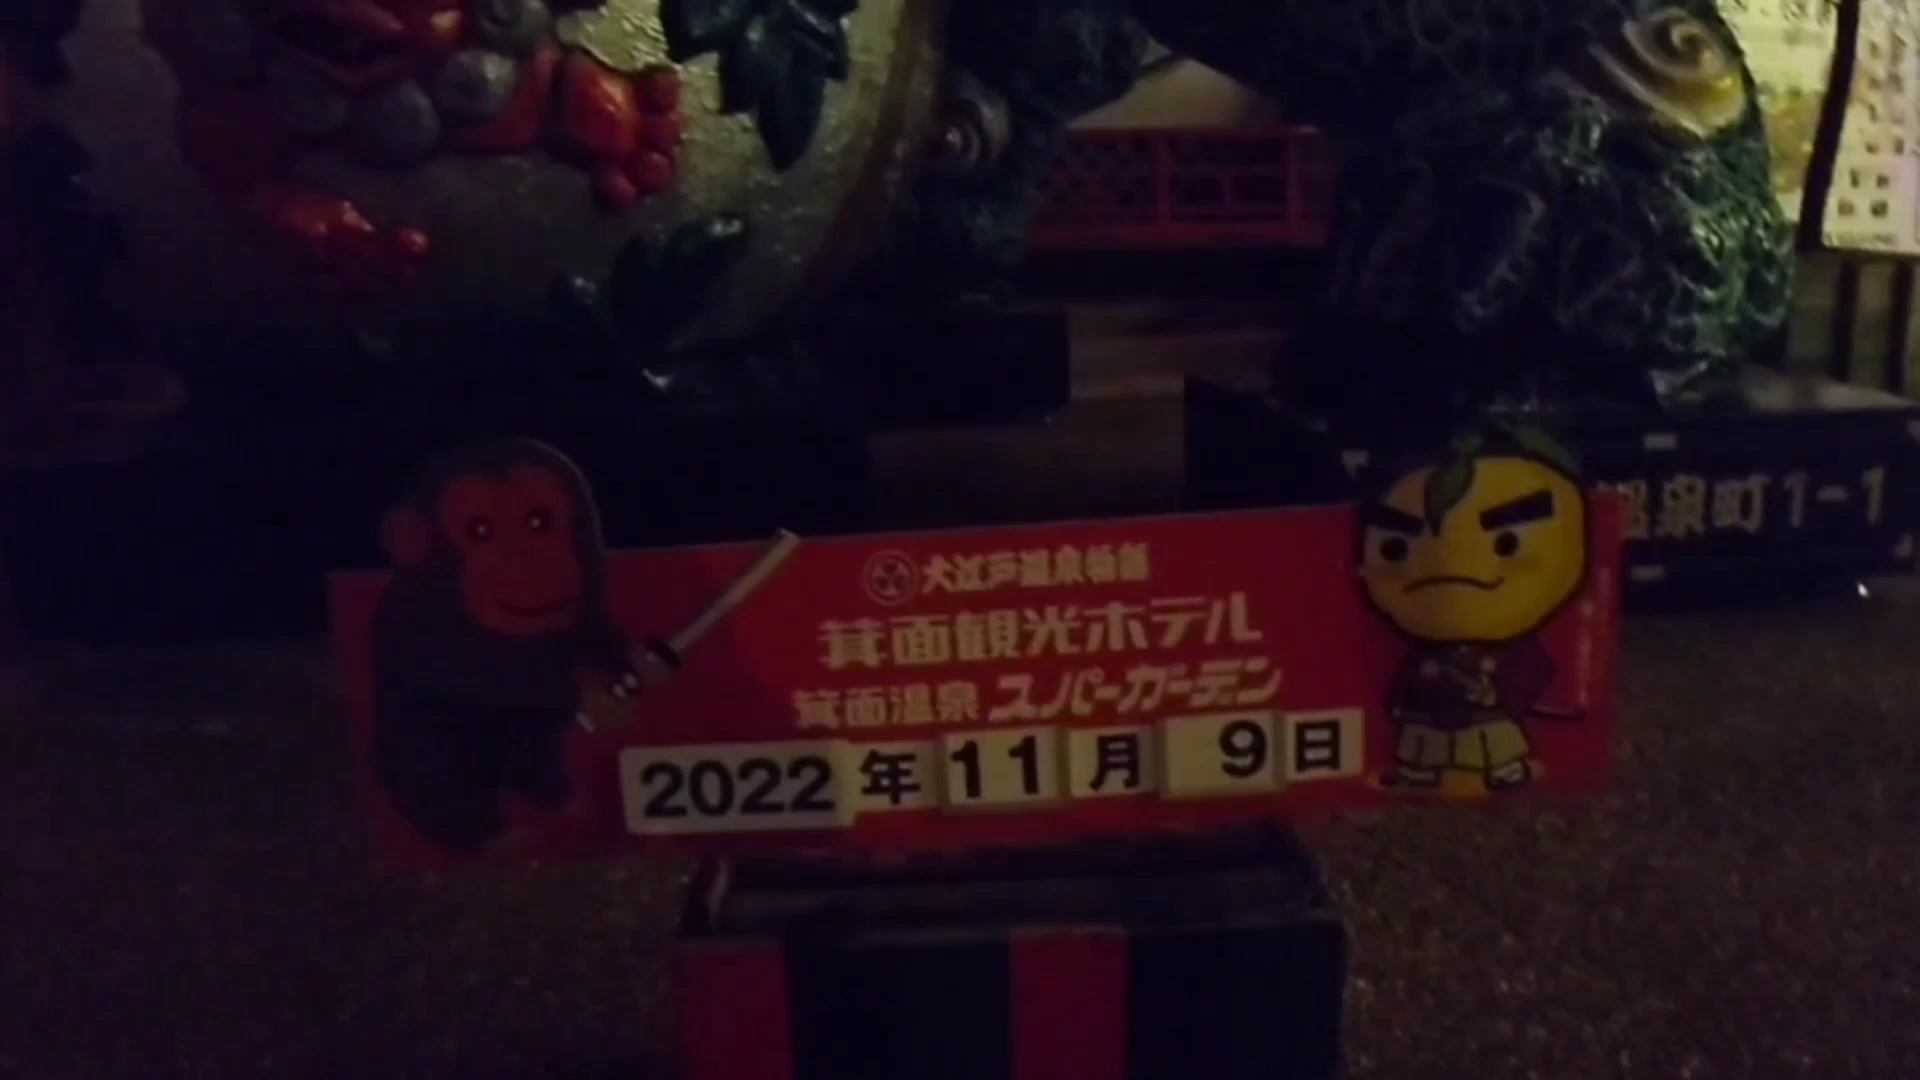 大江戸温泉物語
箕面観光ホテル
箕面温泉 スパーガーデン
2022年11月9日
温泉町1-1